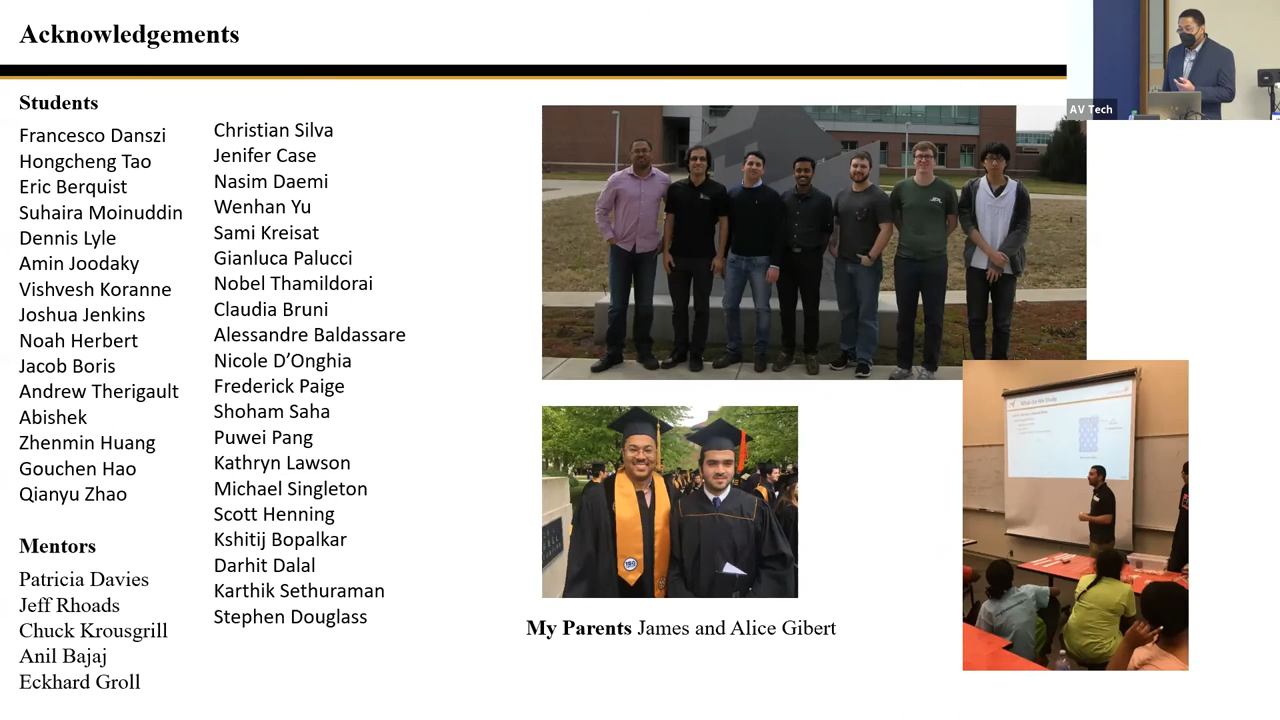 Acknowledgements
AV Tech
Students
Francesco Danszi
Hongcheng Tao
Eric Berquist
Suhaira Moinuddin
Dennis Lyle
Amin Joodaky
Vishvesh Koranne
Joshua Jenkins
Noah Herbert
Jacob Boris
Andrew Therigault
Abishek
Zhenmin Huang
Gouchen Hao
Qianyu Zhao
Mentors
Patricia Davies
Jeff Rhoads
Chuck Krousgrill
Anil Bajaj
Eckhard Groll
Christian Silva
Jenifer Case
Nasim Daemi
Wenhan Yu
Sami Kreisat
Gianluca Palucci
Nobel Thamildorai
Claudia Bruni
Alessandre Baldassare
Nicole D’Onghia
Frederick Paige
Shoham Saha
Puwei Pang
Kathryn Lawson
Michael Singleton
Scott Henning
Kshitij Bopalkar
Darhit Dalal
Karthik Sethuraman
Stephen Douglass
My Parents James and Alice Gibert
What Do We Study